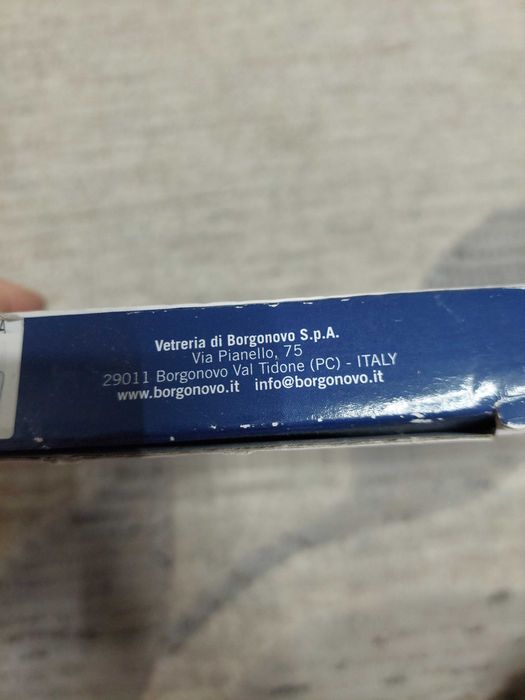 Vetreria di Borgonovo S.p.A.
Via Pianello, 75
29011 Borgonovo Val Tidone (PC) - ITALY
www.borgonovo.it info@borgonovo.it